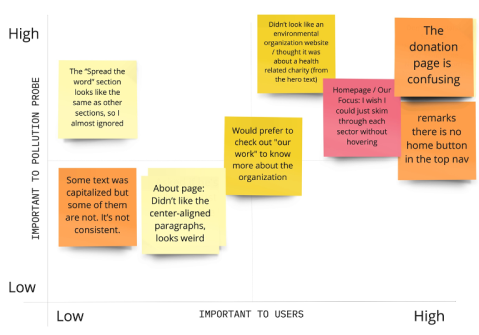 High
Didn't look like an
environmental
organization website
/ thought it was
about a health
related charity (from
the hero text)
The
donation
page is
confusing
The "Spread the
word" section
looks like the
same as other
sections, so I
almost ignored
Homepage / Our
Focus: I wish I
could just skim
through each
sector without
hovering
remarks
there is no
home button
in the top nav
Would prefer to
check out "our
work" to know
more about the
organization
Some text was
capitalized but
some of them
are not. It's not
consistent.
About page:
Didn't like the
center-aligned
paragraphs,
looks weird
IMPORTANT TO POLLUTION PROBE
Low
Low
IMPORTANT TO USERS
High